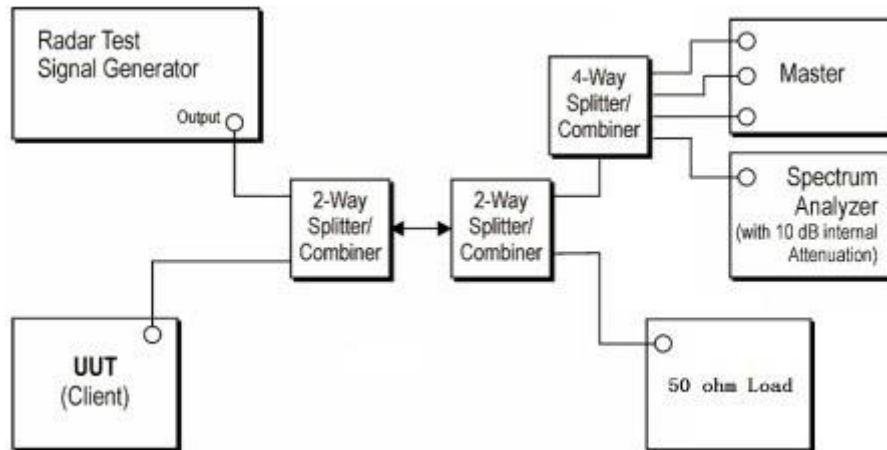 Radar Test
Signal Generator
Output
4-Way
Splitter/
Combiner
Master
2-Way
Splitter/
Combiner
2-Way
Splitter/
Combiner
Spectrum
Analyzer
(with 10 dB internal
Attenuation)
UUT
(Client)
50 ohm Load